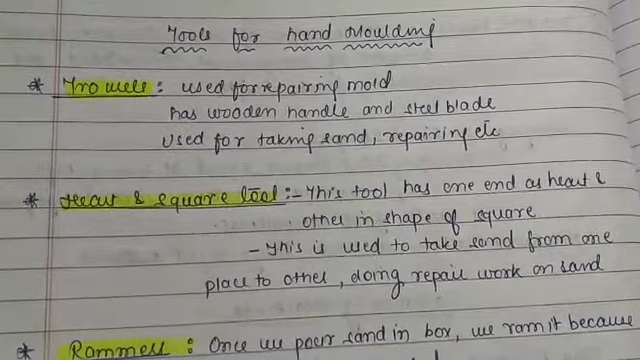 Tools for hand moulding
* Trowels : used for repairing mold
has wooden handle and steel blade
used for taking sand, repairing etc
* Heart & square tool :- This tool has one end as heart &
other in shape of square
- This is used to take sand from one
place to other, doing repair work on sand
* Rammers : Once we pour sand in box, we ram it because